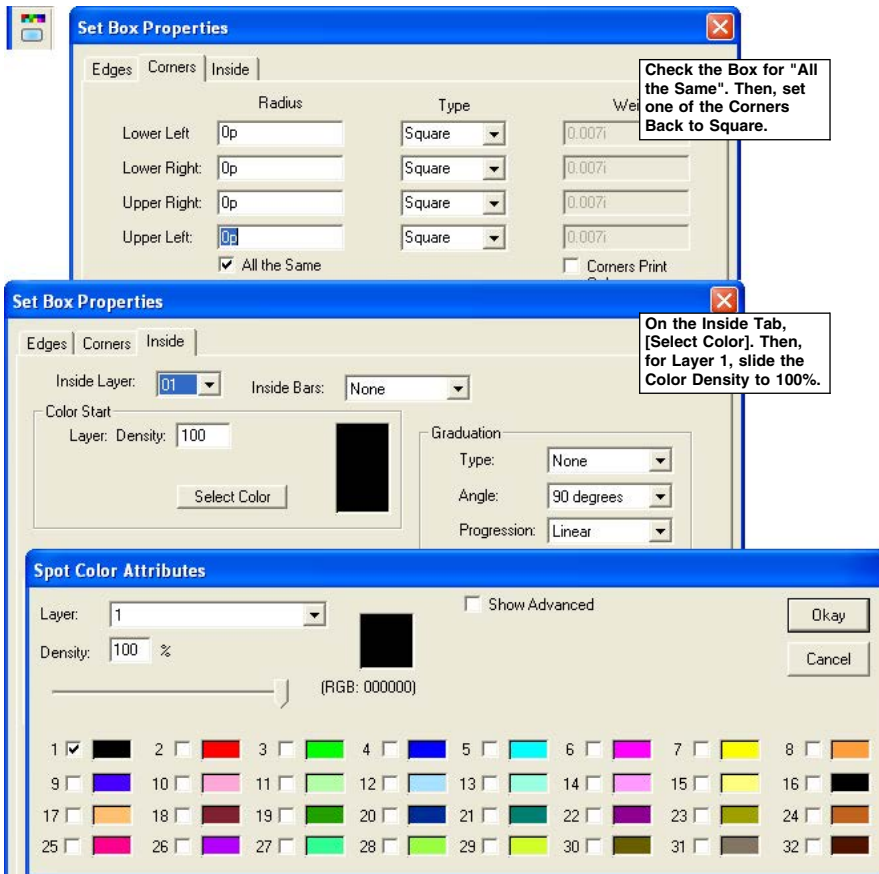 Set Box Properties
Edges Corners Inside
Check the Box for "All
the Same". Then, set
one of the Corners
Back to Square.
Radius Type
Lower Left 0p Square 0.007i
Lower Right: 0p Square 0.007i
Upper Right: 0p Square 0.007i
Upper Left: 0p Square 0.007i
All the Same Corners Print
Set Box Properties
On the Inside Tab,
[Select Color]. Then,
for Layer 1, slide the
Color Density to 100%.
Edges Corners Inside
Inside Layer: 01 Inside Bars: None
Color Start
Layer: Density: 100
Select Color
Graduation
Type: None
Angle: 90 degrees
Progression: Linear
Spot Color Attributes
Layer: 1 Show Advanced Okay
Density: 100 % Cancel
(RGB: 000000)
1 2 3 4 5 6 7 8
9 10 11 12 13 14 15 16
17 18 19 20 21 22 23 24
25 26 27 28 29 30 31 32